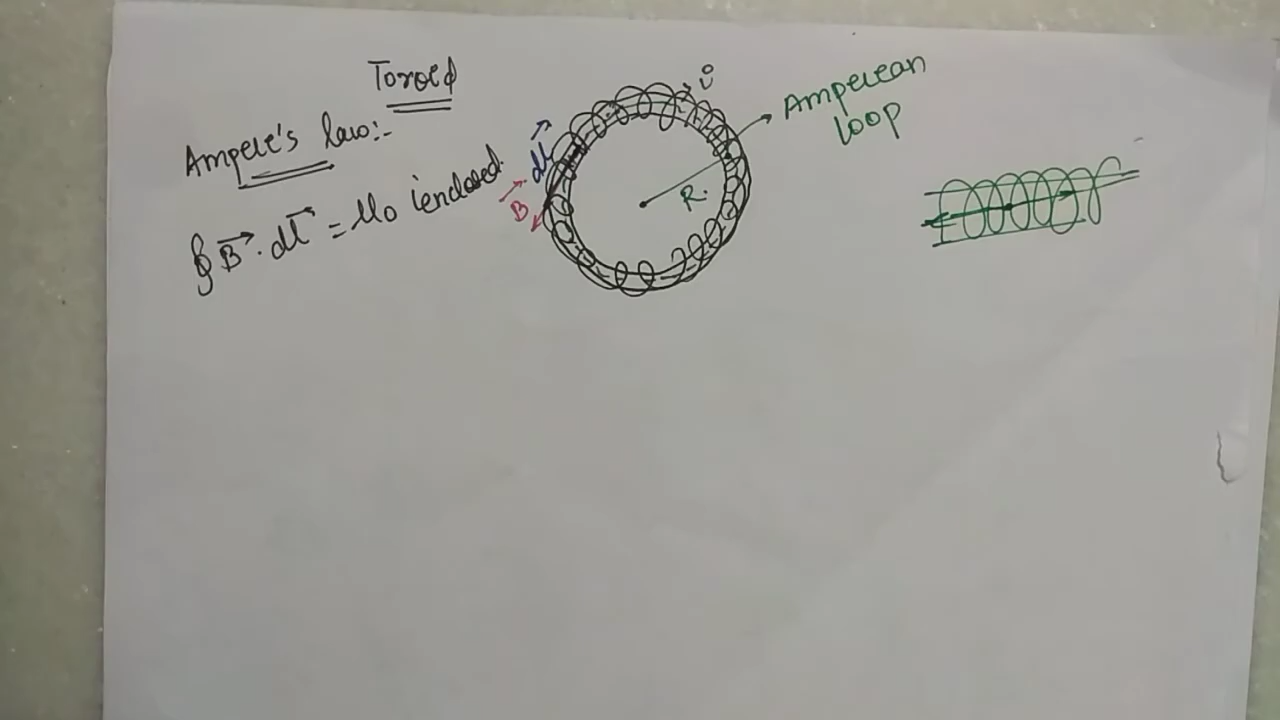 Toroid
Ampere's law:-
∮B⃗ · dl⃗ = μ₀ ienclosed.
dl⃗
B⃗
i
R.
Amperean
loop